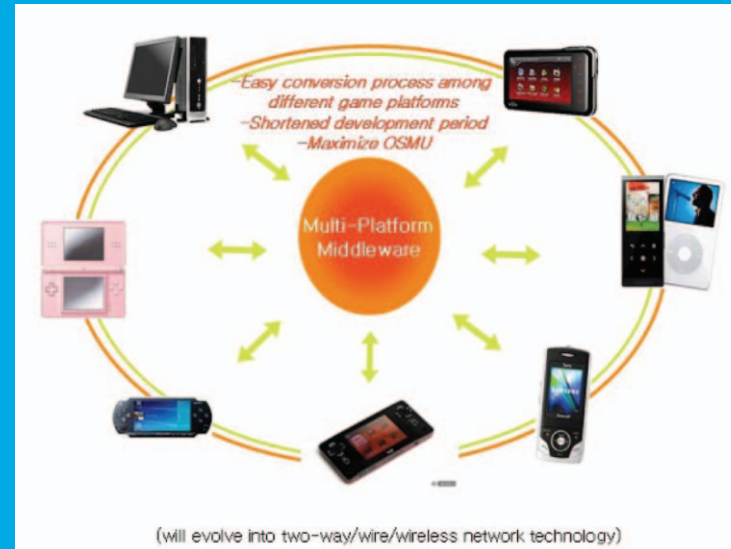 -Easy conversion process among
different game platforms
-Shortened development period
-Maximize OSMU
Multi-Platform
Middleware
(will evolve into two-way/wire/wireless network technology)